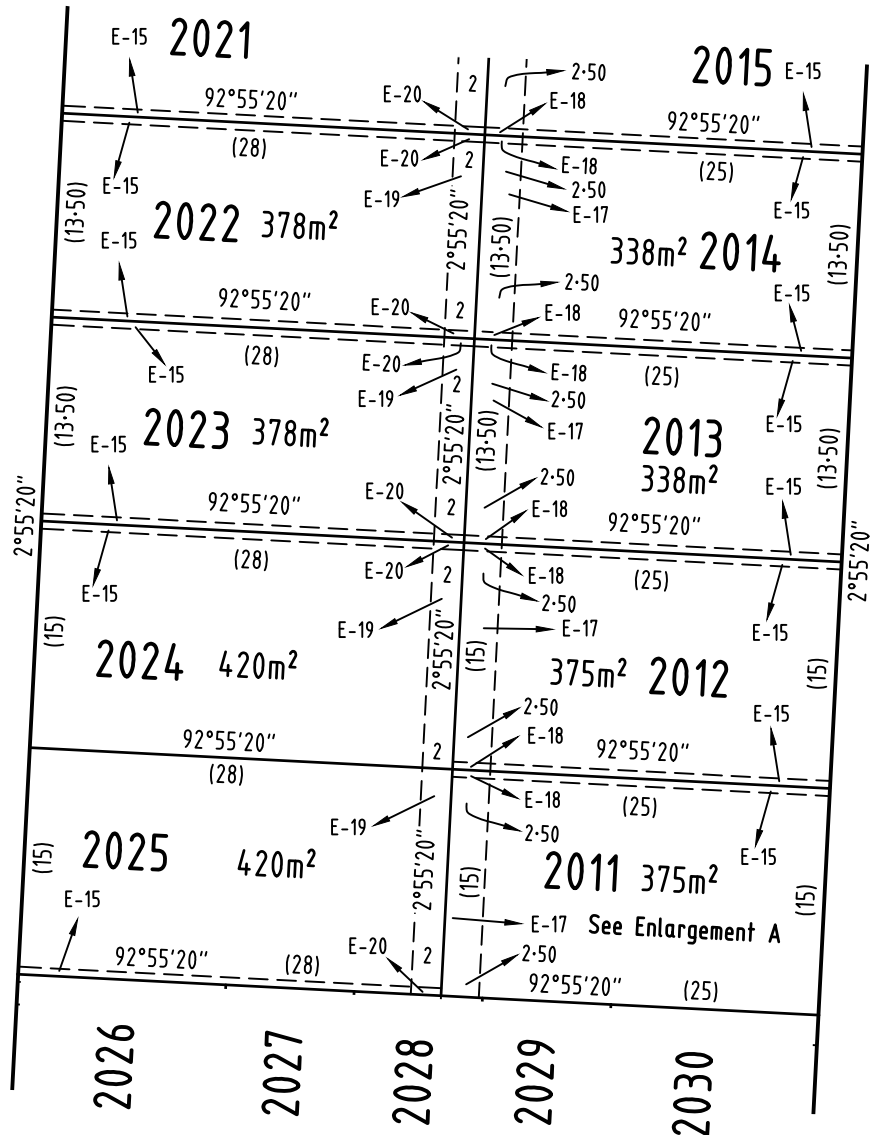 E-15 2021
2015 E-15
2
2·50
92°55'20"
E-20
E-18
92°55'20"
(28)
E-20
2
E-18
(25)
E-15
E-19
2·50
E-17
E-15
(13·50)
2022 378m²
2°55'20"
(13·50)
338m² 2014
(13·50)
E-15
2·50
E-15
92°55'20"
E-20
2
E-18
92°55'20"
(28)
E-20
E-18
(25)
E-15
E-19
2
2·50
E-17
E-15
(13·50)
2023 378m²
2°55'20"
(13·50)
2013
338m²
(13·50)
E-15
2·50
E-15
92°55'20"
E-20
2
E-18
92°55'20"
2°55'20"
2°55'20"
(28)
E-20
2
E-18
(25)
E-15
2·50
E-19
E-17
E-15
(15)
2024 420m²
2°55'20"
(15)
375m² 2012
(15)
2·50
E-15
92°55'20"
2
E-18
92°55'20"
(28)
E-18
(25)
E-19
2·50
E-15
(15)
2025 420m²
2°55'20"
(15)
2011 375m²
(15)
E-15
E-17 See Enlargement A
92°55'20" (28)
E-20
2
2·50
92°55'20" (25)
2026
2027
2028
2029
2030